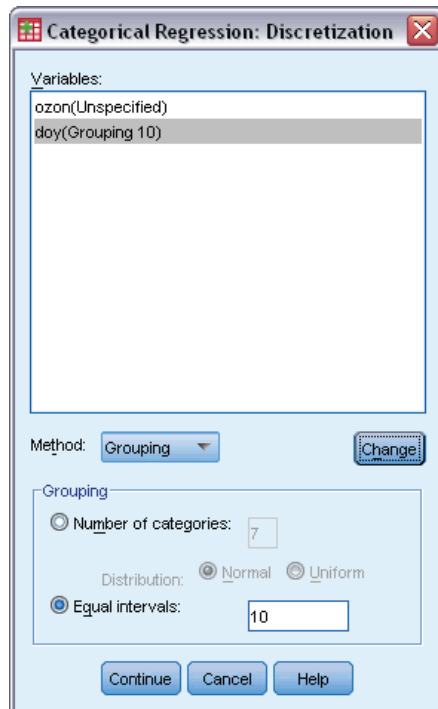 Categorical Regression: Discretization
Variables:
ozon(Unspecified)
doy(Grouping 10)
Method: Grouping Change
Grouping
Number of categories: 7
Distribution: Normal Uniform
Equal intervals: 10
Continue Cancel Help